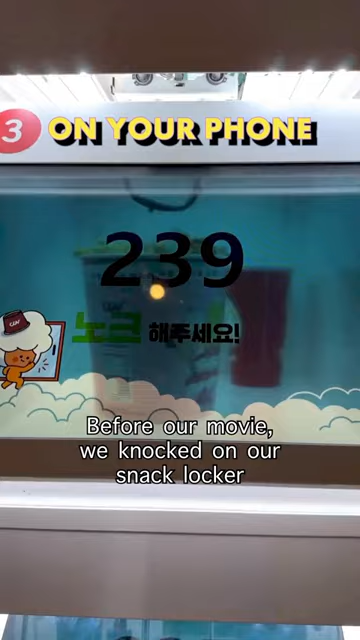 3 ON YOUR PHONE
239
노크 해주세요!
Before our movie,
we knocked on our
snack locker